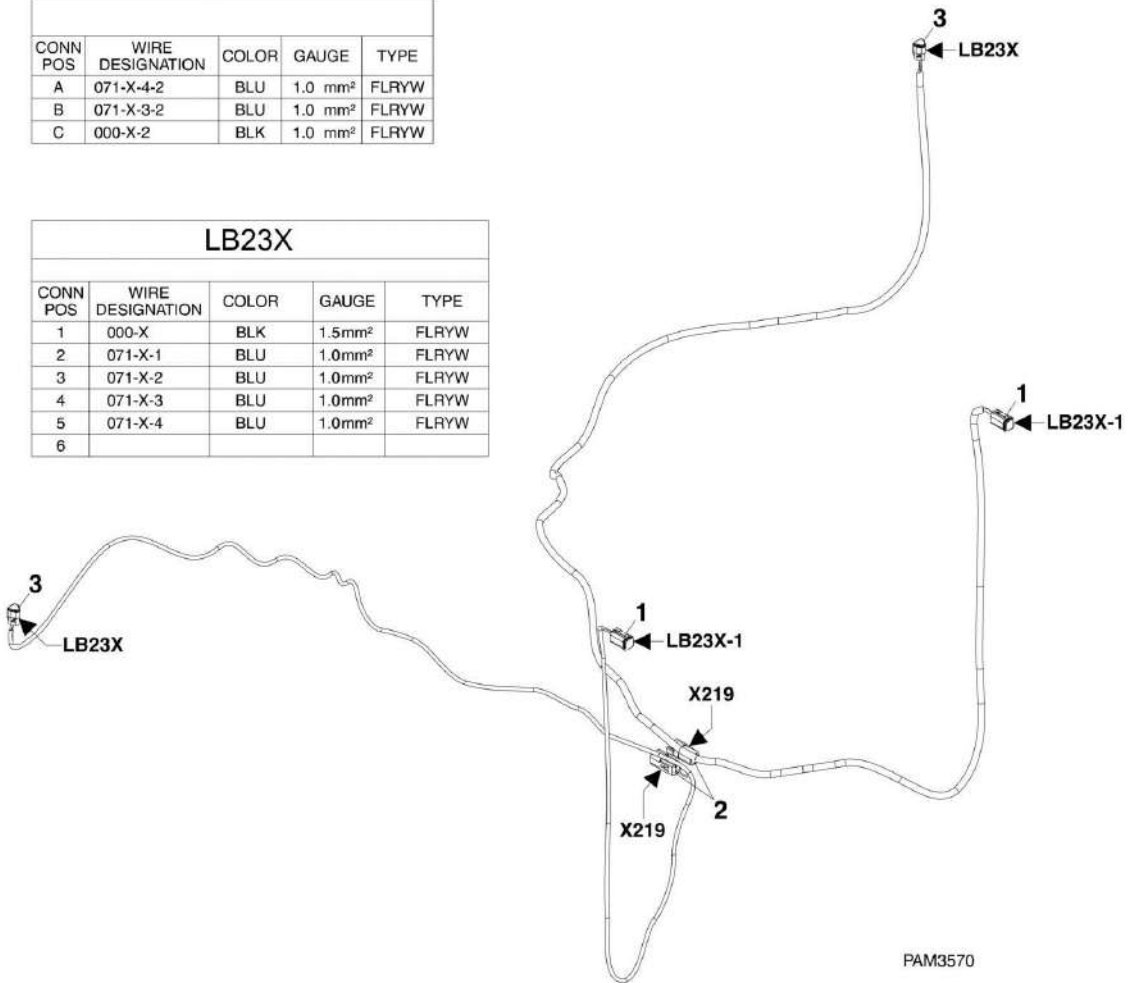 CONN POS WIRE DESIGNATION COLOR GAUGE TYPE
A 071-X-4-2 BLU 1.0 mm² FLRYW
B 071-X-3-2 BLU 1.0 mm² FLRYW
C 000-X-2 BLK 1.0 mm² FLRYW
LB23X
CONN POS WIRE DESIGNATION COLOR GAUGE TYPE
1 000-X BLK 1.5mm² FLRYW
2 071-X-1 BLU 1.0mm² FLRYW
3 071-X-2 BLU 1.0mm² FLRYW
4 071-X-3 BLU 1.0mm² FLRYW
5 071-X-4 BLU 1.0mm² FLRYW
6
3
LB23X
1
LB23X-1
3
LB23X
1
LB23X-1
X219
X219
2
PAM3570